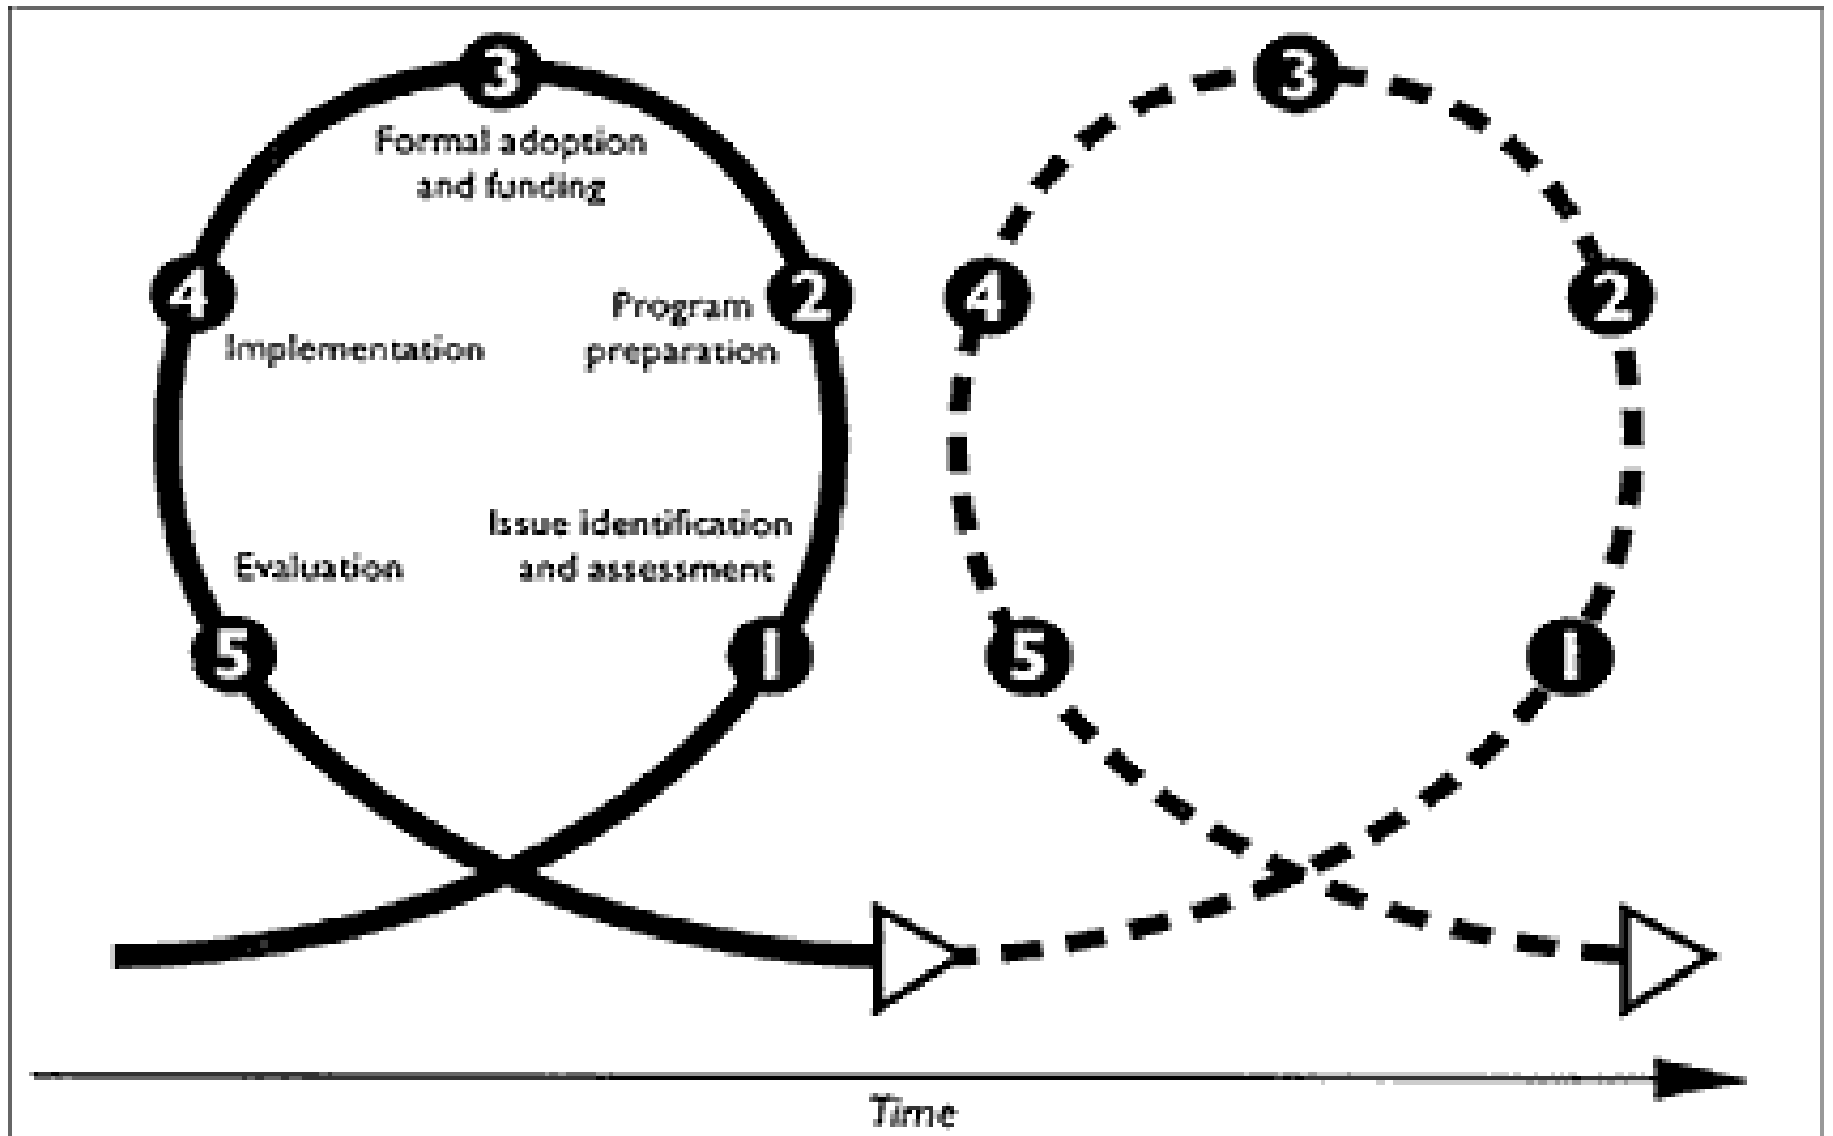 3
3
Formal adoption
and funding
4
2
4
2
Program
preparation
Implementation
Issue identification
and assessment
Evaluation
5
1
5
1
Time